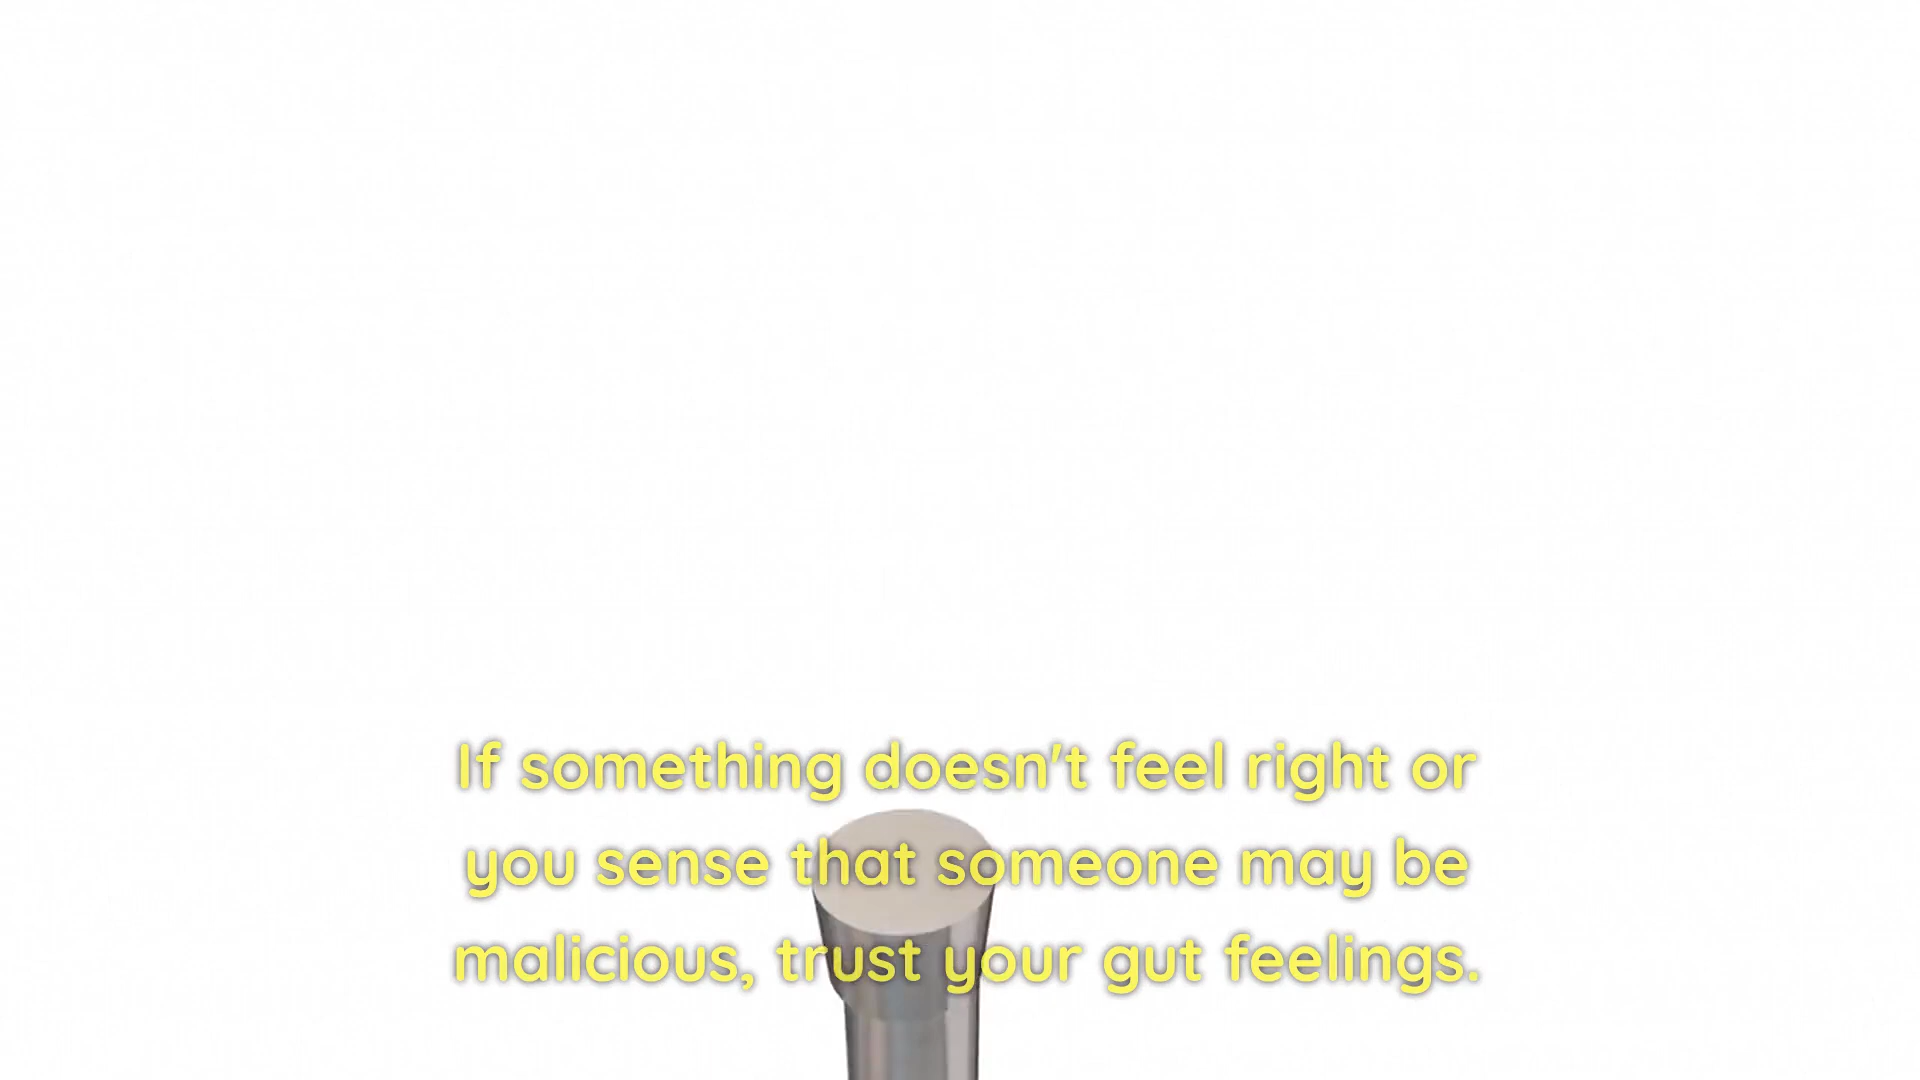 If something doesn't feel right or
you sense that someone may be
malicious, trust your gut feelings.